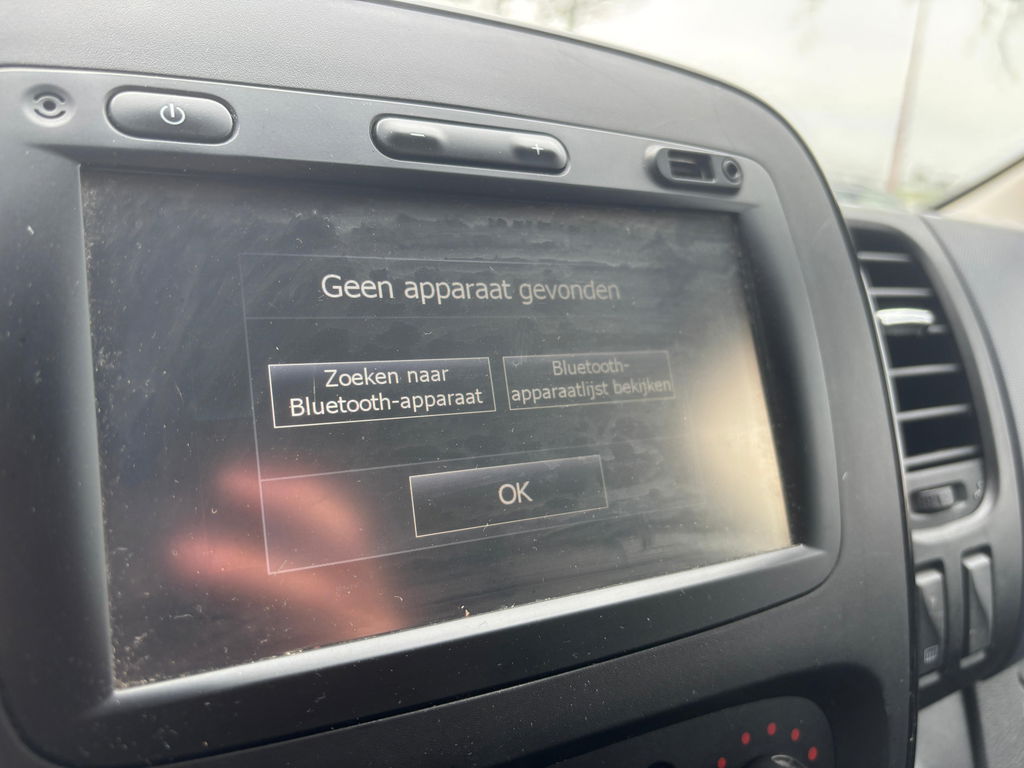 Geen apparaat gevonden
Zoeken naar
Bluetooth-apparaat
Bluetooth-
apparaatlijst bekijken
OK